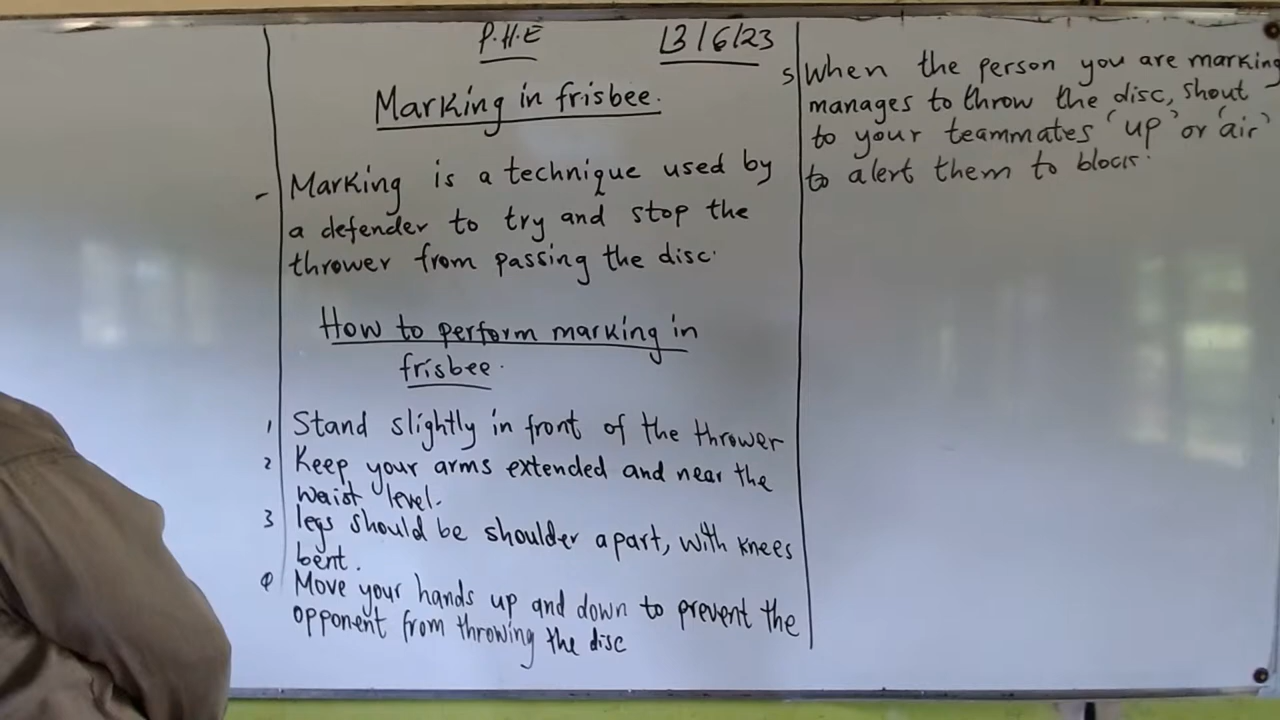 P.H.E 13/6/23
Marking in frisbee.
- Marking is a technique used by
a defender to try and stop the
thrower from passing the disc.
How to perform marking in
frisbee.
1 Stand slightly in front of the thrower
2 Keep your arms extended and near the
waist level.
3 legs should be shoulder apart, with knees
bent.
4 Move your hands up and down to prevent the
opponent from throwing the disc
5 When the person you are marking
manages to throw the disc, shout -
to your teammates 'up' or 'air'
to alert them to block.